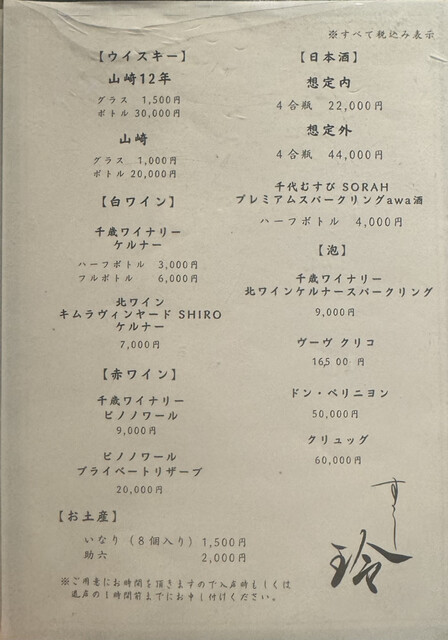 ※すべて税込み表示
【ウイスキー】
山崎12年
グラス 1,500円
ボトル 30,000円
山崎
グラス 1,000円
ボトル 20,000円
【白ワイン】
千歳ワイナリー
ケルナー
ハーフボトル 3,000円
フルボトル 6,000円
北ワイン
キムラヴィンヤード SHIRO
ケルナー
7,000円
【赤ワイン】
千歳ワイナリー
ピノノワール
9,000円
ピノノワール
プライベートリザーブ
20,000円
【お土産】
いなり（8個入り）1,500円
助六 2,000円
※ご用意にお時間を頂きますので入店時もしくは
退店の1時間前までにお申し付けください。
【日本酒】
想定内
4合瓶 22,000円
想定外
4合瓶 44,000円
千代むすび SORAH
プレミアムスパークリングawa酒
ハーフボトル 4,000円
【泡】
千歳ワイナリー
北ワインケルナースパークリング
9,000円
ヴーヴ クリコ
16,500 円
ドン・ペリニヨン
50,000円
クリュッグ
60,000円
すし
玲